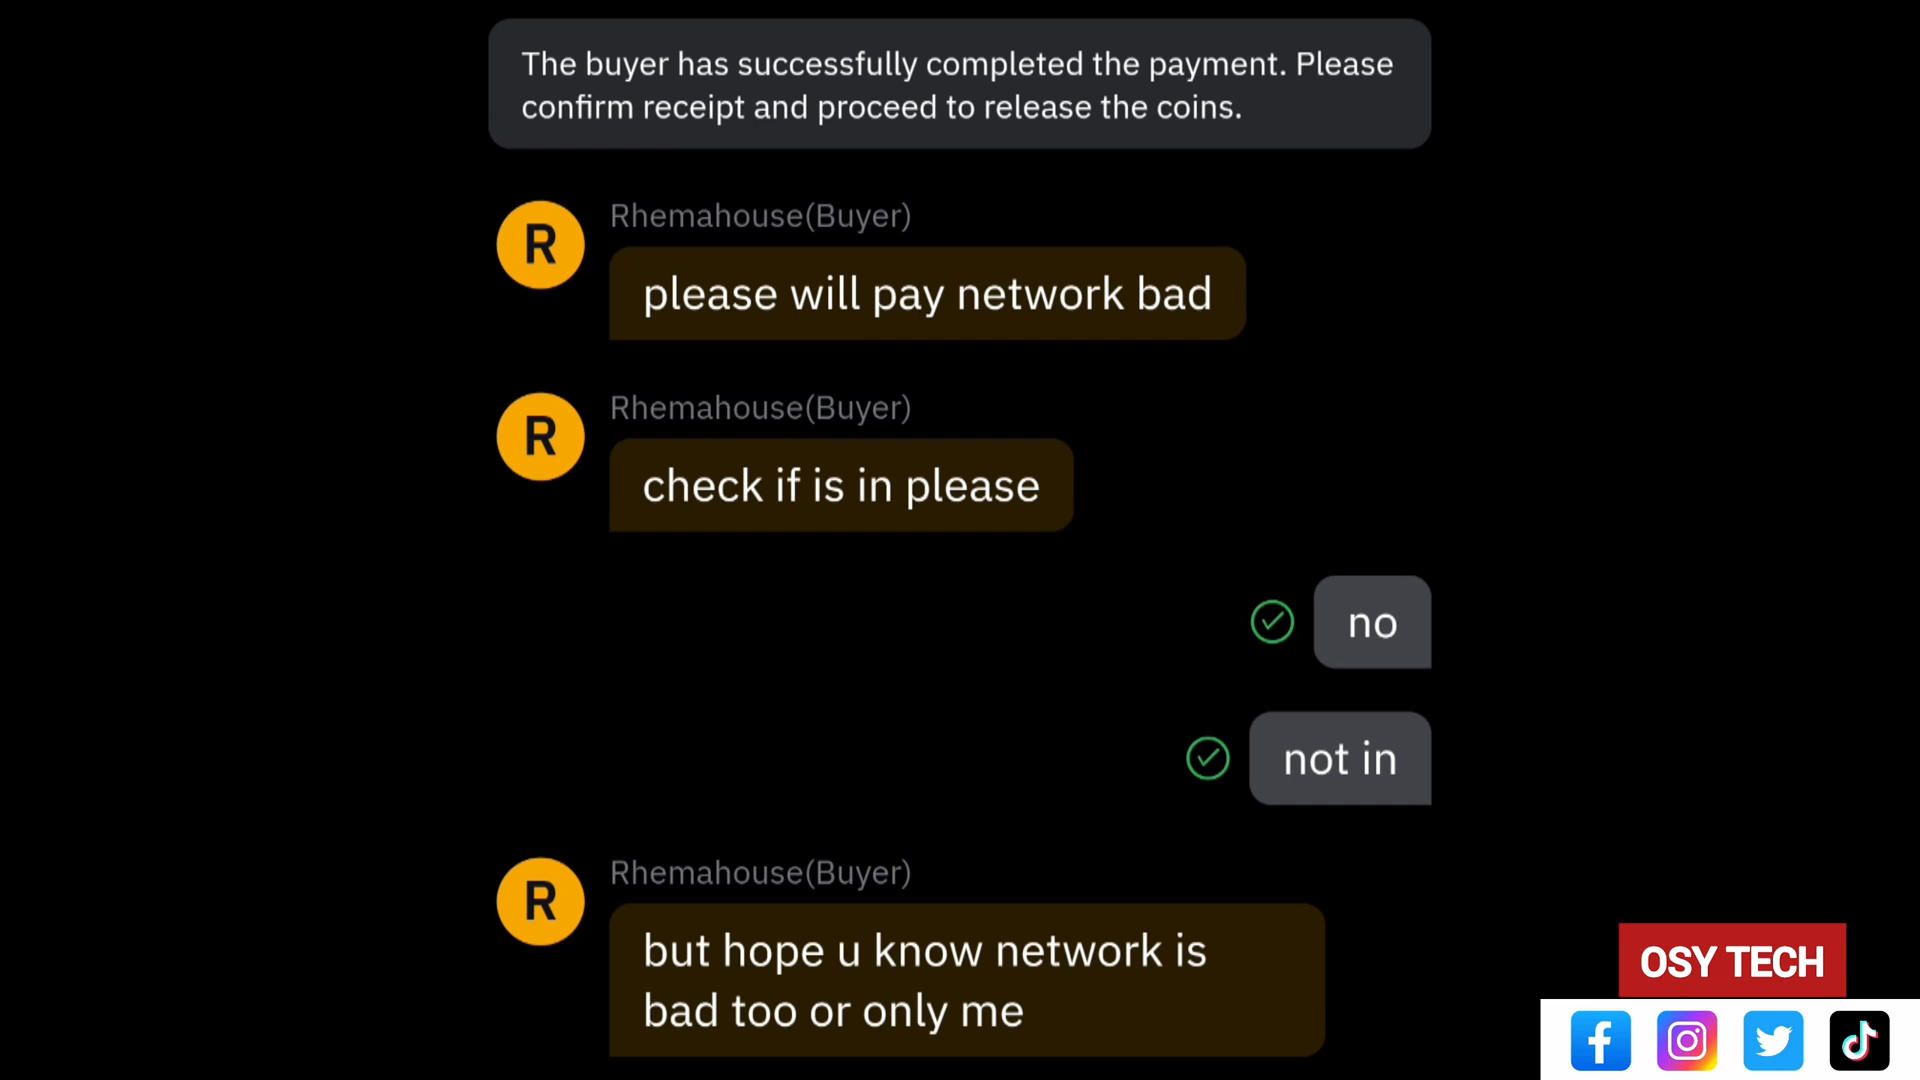 The buyer has successfully completed the payment. Please
confirm receipt and proceed to release the coins.
R
Rhemahouse(Buyer)
please will pay network bad
R
Rhemahouse(Buyer)
check if is in please
no
not in
R
Rhemahouse(Buyer)
but hope u know network is
bad too or only me
OSY TECH